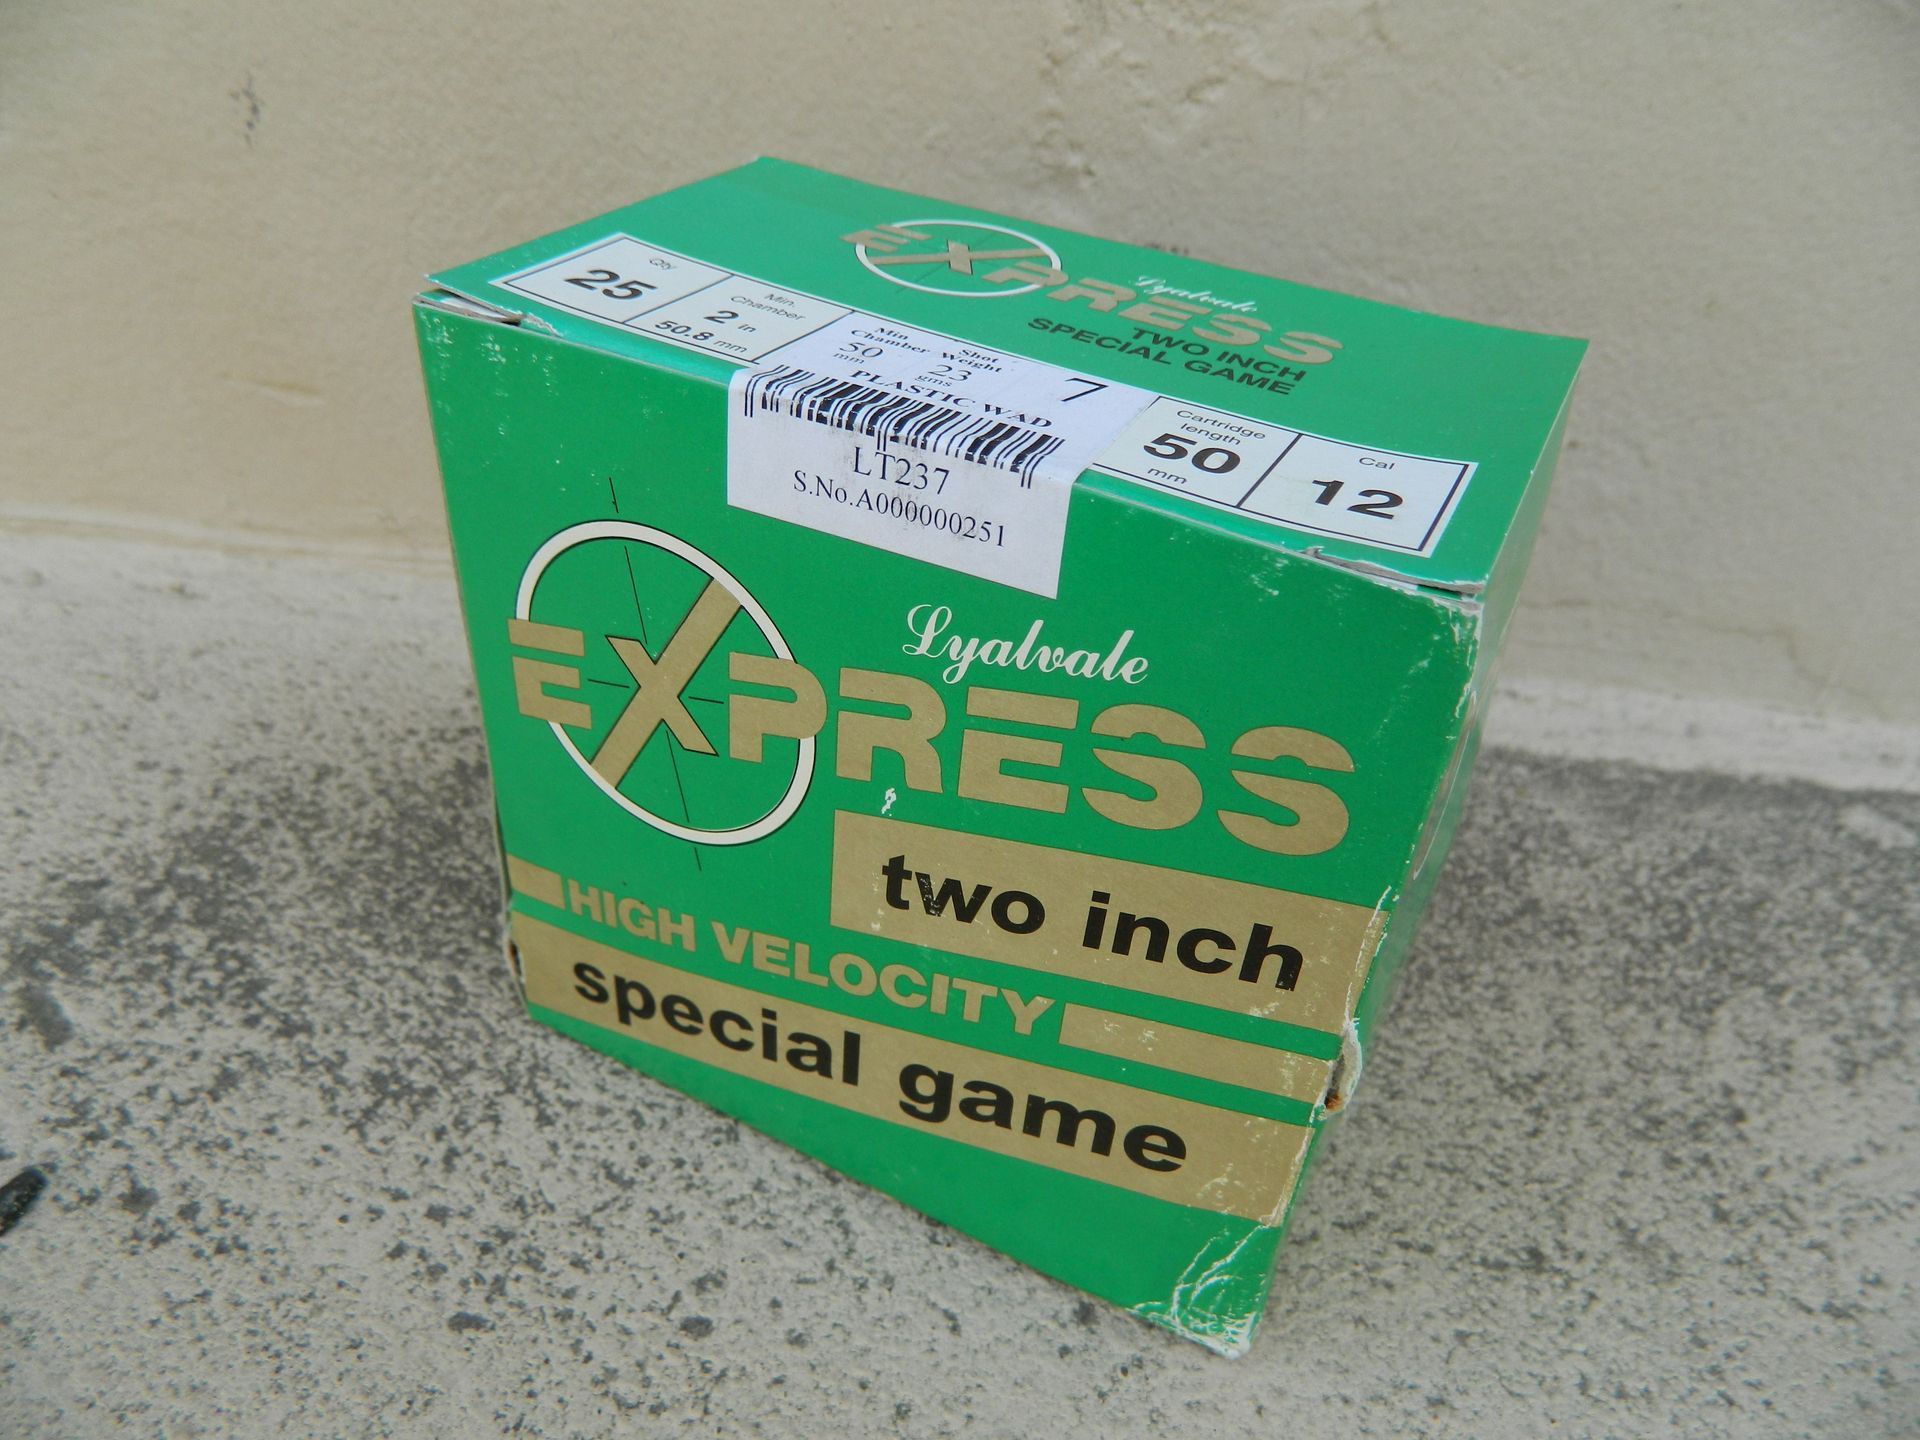 EXPRESS
Lyalvale
TWO INCH
SPECIAL GAME
Qty
25
Min.
Chamber
2 in
50.8 mm
Min
Chamber
50
mm
Shot
Weight
23
gms
7
PLASTIC WAD
LT237
S.No.A000000251
Cartridge
length
50
mm
Cal
12
Lyalvale
EXPRESS
two inch
HIGH VELOCITY
special game